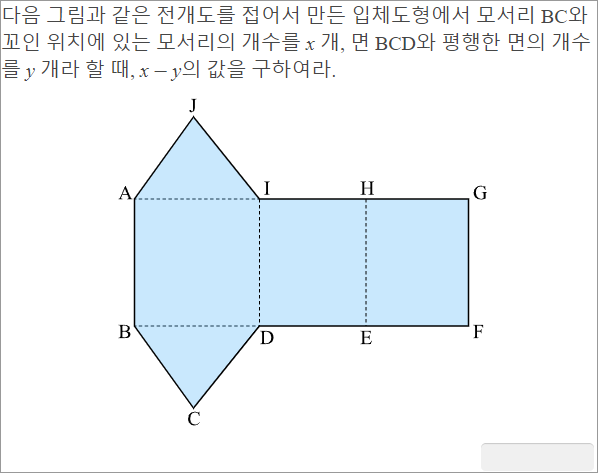 다음 그림과 같은 전개도를 접어서 만든 입체도형에서 모서리 BC와
꼬인 위치에 있는 모서리의 개수를 x 개, 면 BCD와 평행한 면의 개수
를 y 개라 할 때, x – y의 값을 구하여라.
J
A I H G
B D E F
C